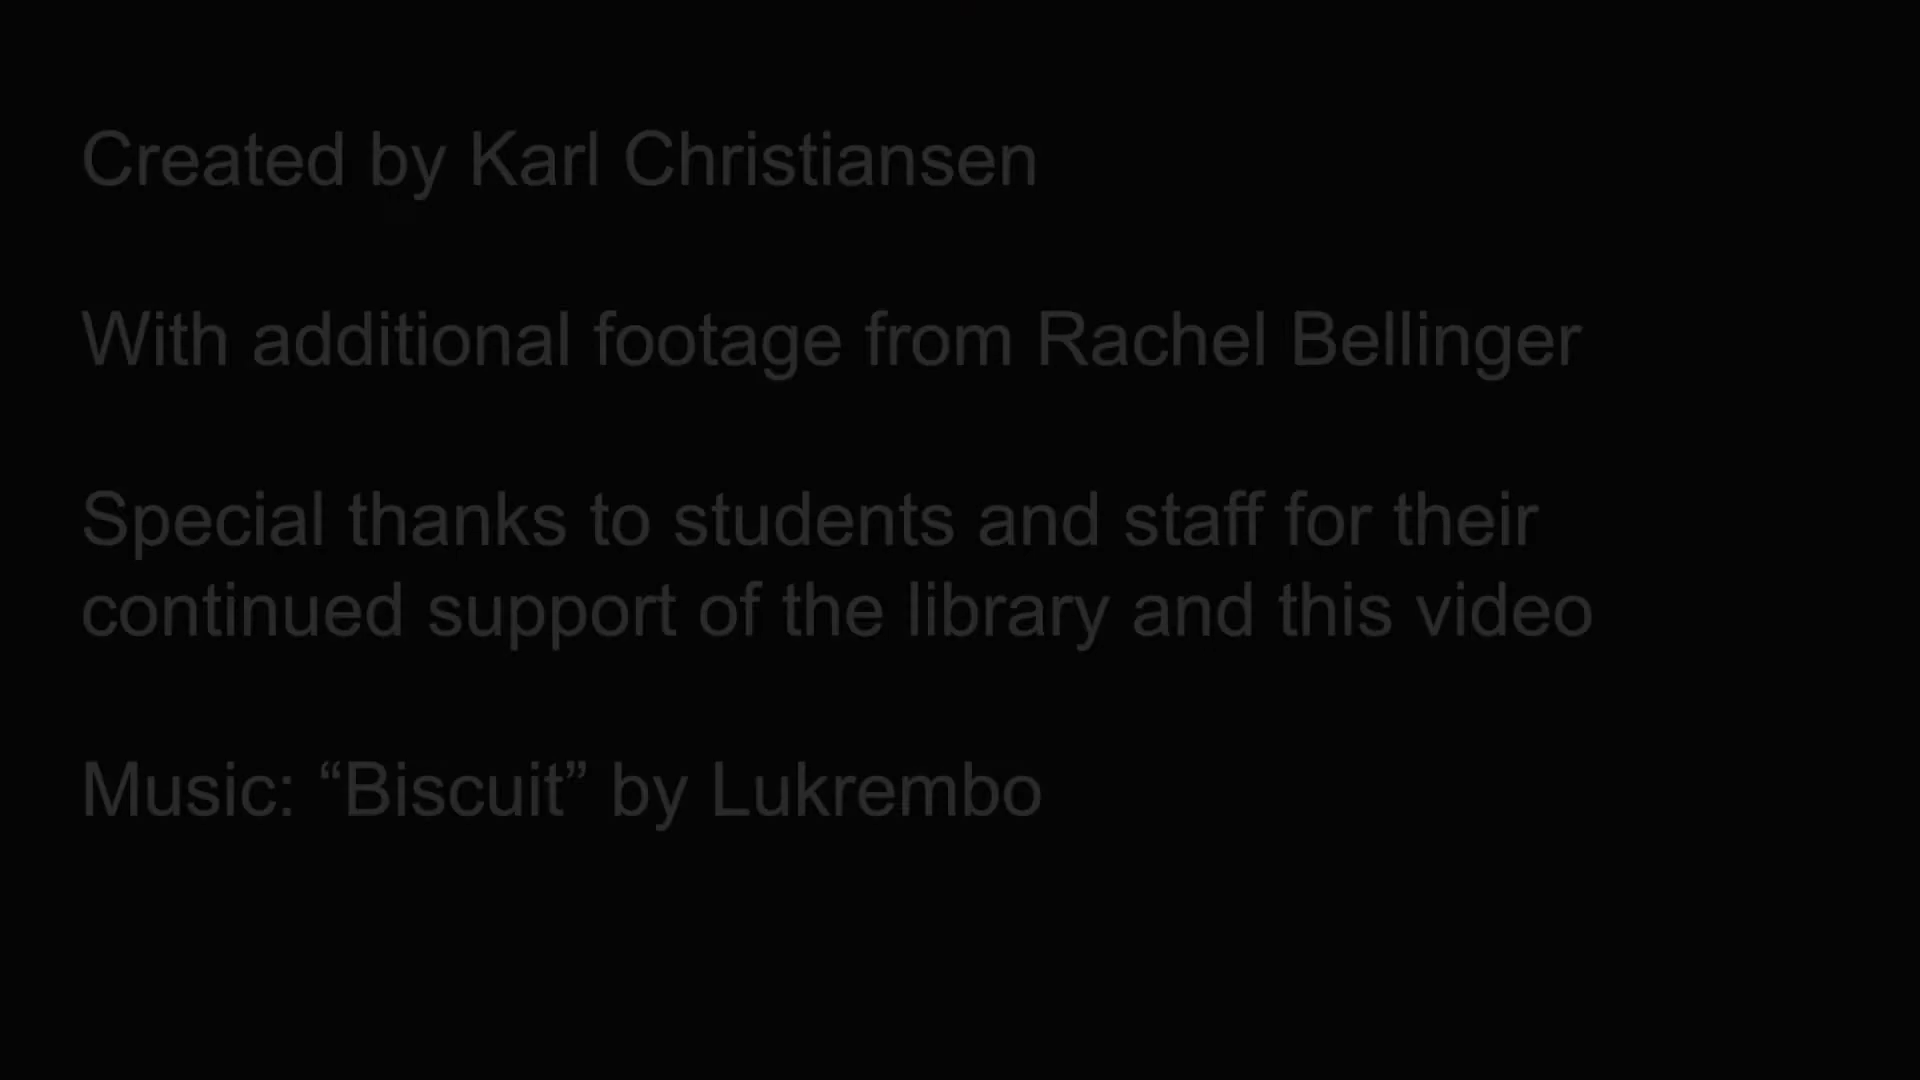 Created by Karl Christiansen
With additional footage from Rachel Bellinger
Special thanks to students and staff for their
continued support of the library and this video
Music: “Biscuit” by Lukrembo